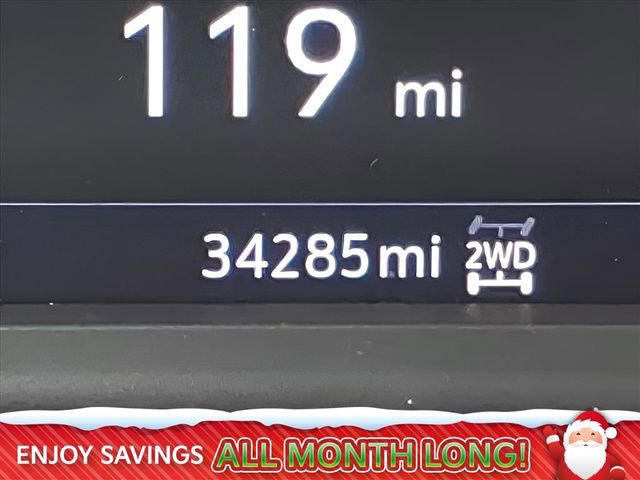 119 mi
34285mi 2WD
ENJOY SAVINGS ALL MONTH LONG!